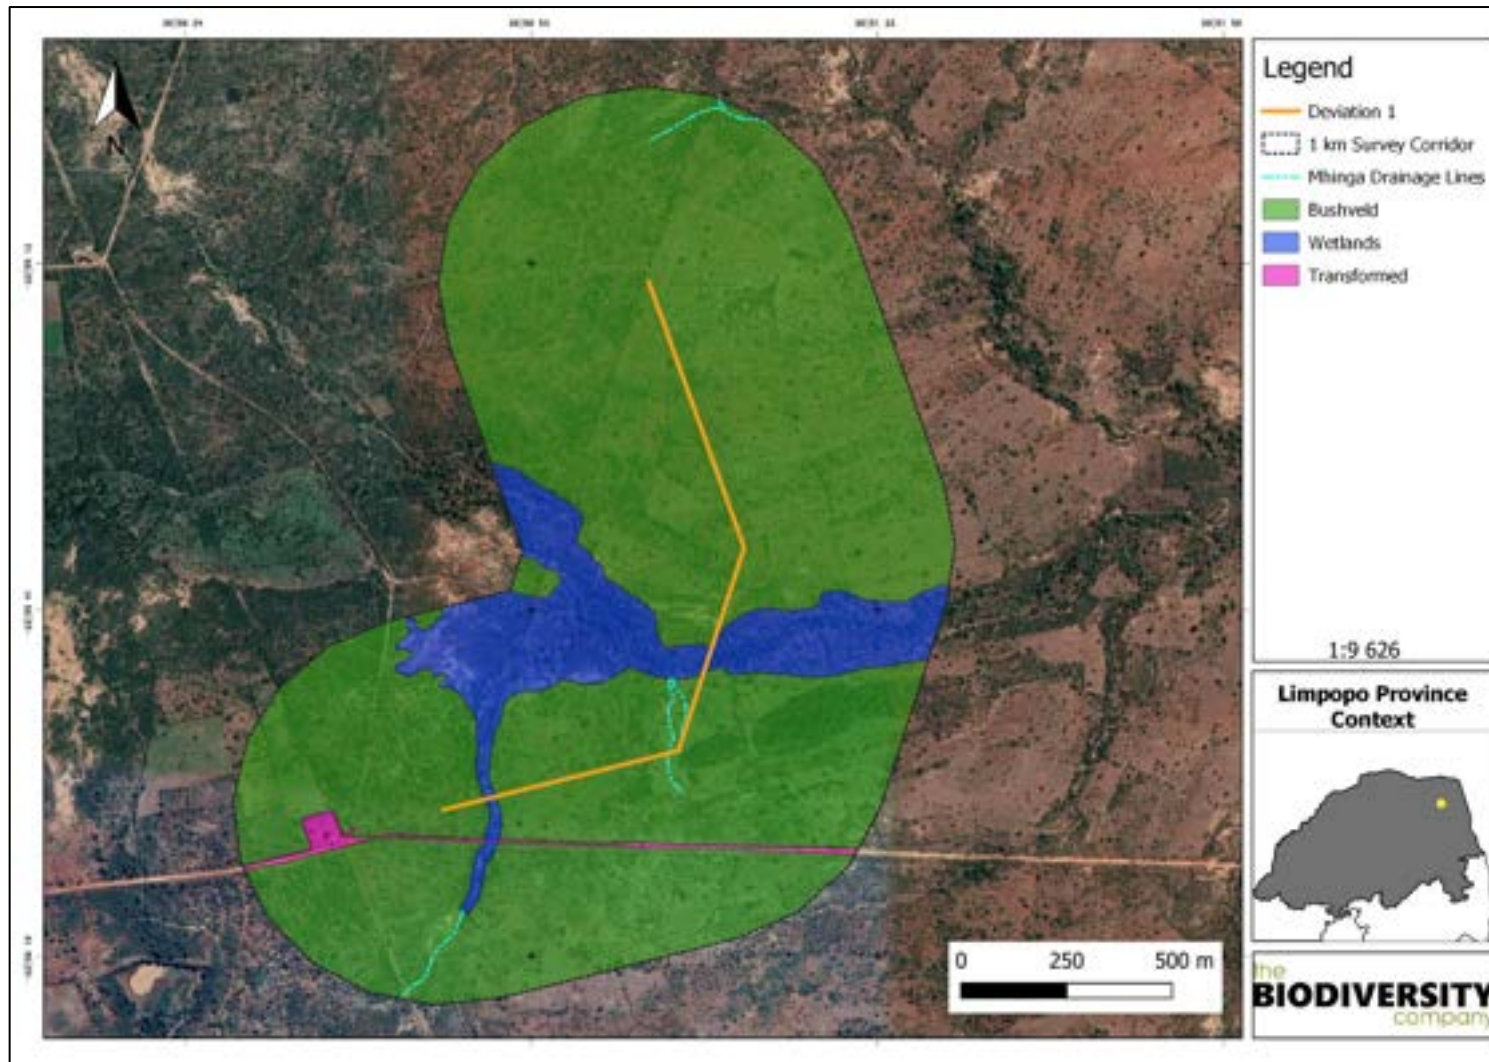 N
Legend
Deviation 1
1 km Survey Corridor
Mhinga Drainage Lines
Bushveld
Wetlands
Transformed
1:9 626
0 250 500 m
Limpopo Province
Context
the
BIODIVERSITY
company